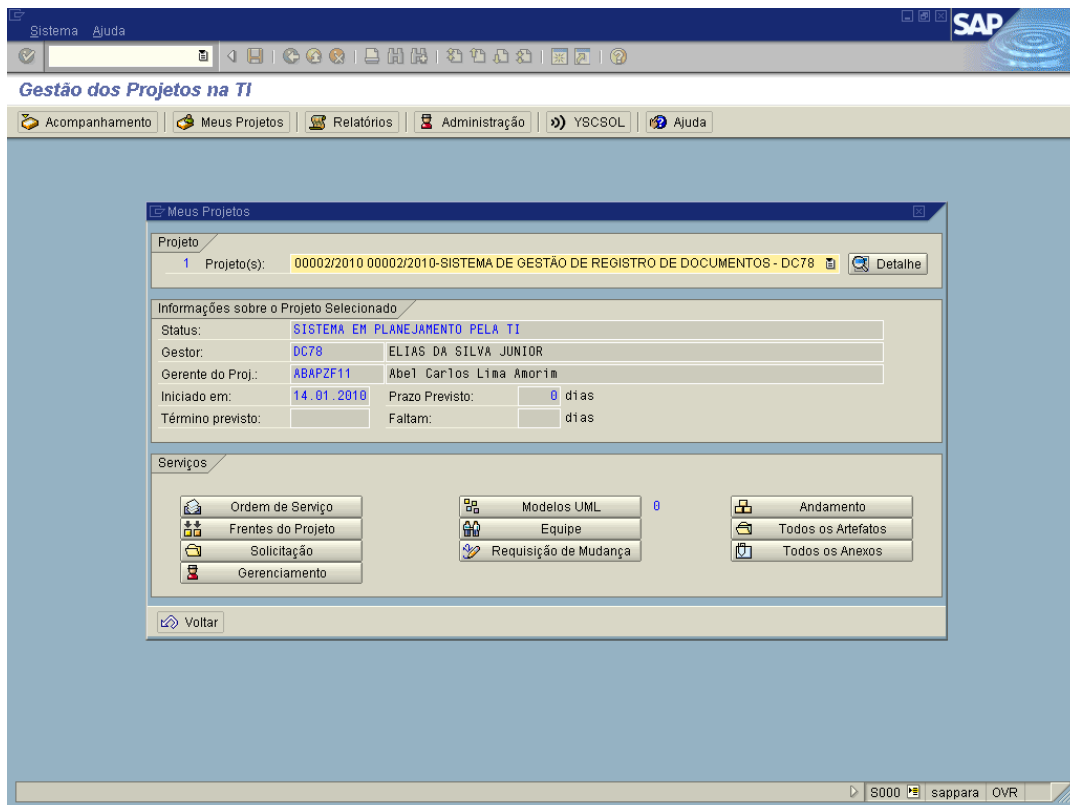 Sistema Ajuda
SAP
Gestão dos Projetos na TI
Acompanhamento Meus Projetos Relatórios Administração YSCSOL Ajuda
Meus Projetos
Projeto
1 Projeto(s): 00002/2010 00002/2010-SISTEMA DE GESTÃO DE REGISTRO DE DOCUMENTOS - DC78 Detalhe
Informações sobre o Projeto Selecionado
Status: SISTEMA EM PLANEJAMENTO PELA TI
Gestor: DC78 ELIAS DA SILVA JUNIOR
Gerente do Proj.: ABAPZF11 Abel Carlos Lima Amorim
Iniciado em: 14.01.2010 Prazo Previsto: 0 dias
Término previsto: Faltam: dias
Serviços
Ordem de Serviço Modelos UML 0 Andamento
Frentes do Projeto Equipe Todos os Artefatos
Solicitação Requisição de Mudança Todos os Anexos
Gerenciamento
Voltar
S000 sappara OVR